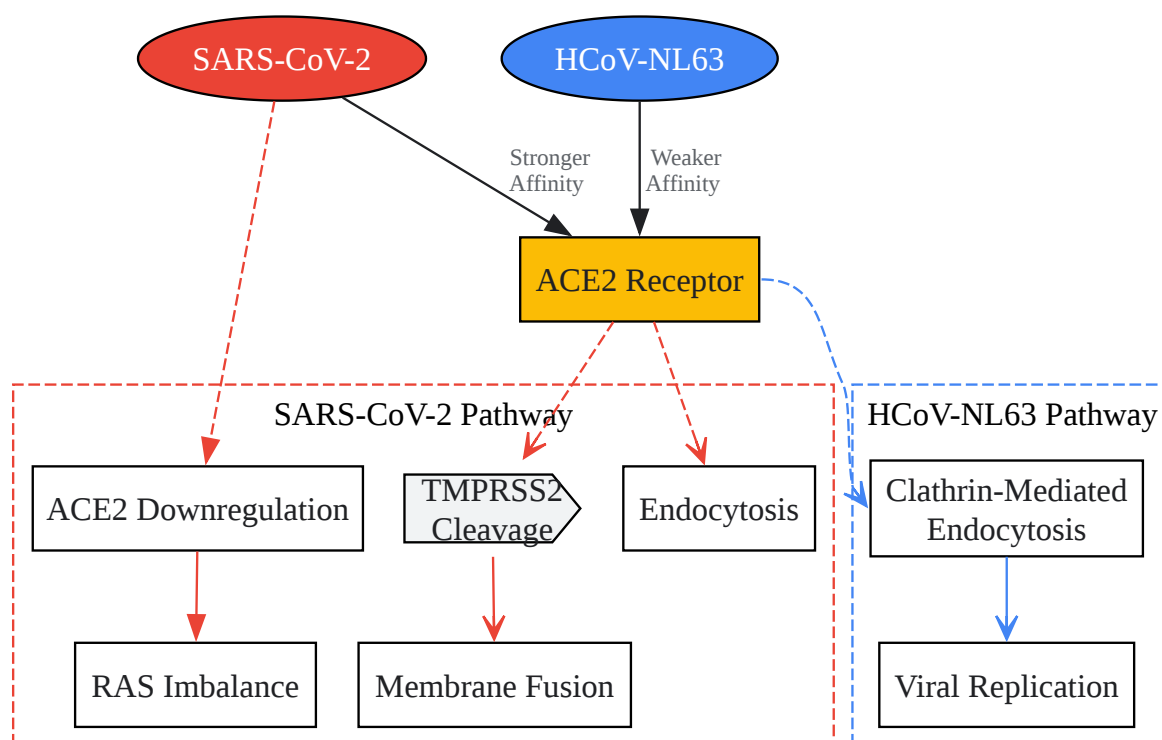 SARS-CoV-2
HCoV-NL63
Stronger
Affinity
Weaker
Affinity
ACE2 Receptor
SARS-CoV-2 Pathway
HCoV-NL63 Pathway
ACE2 Downregulation
TMPRSS2
Cleavage
Endocytosis
Clathrin-Mediated
Endocytosis
RAS Imbalance
Membrane Fusion
Viral Replication